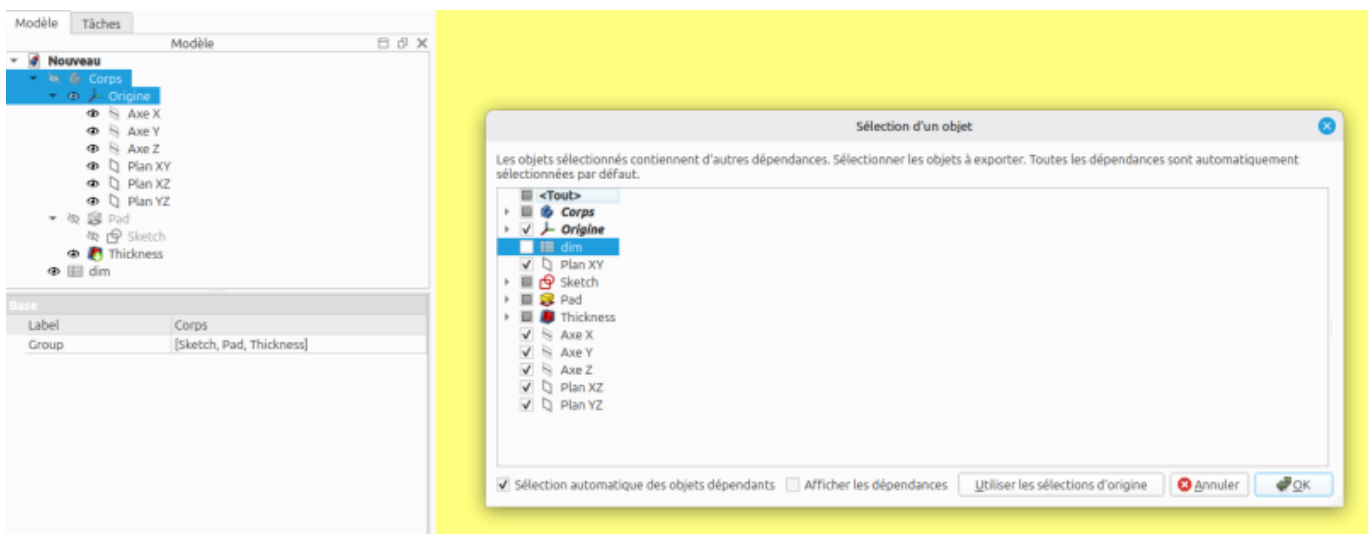 Modèle
Tâches
Modèle
Nouveau
Corps
Origine
Axe X
Axe Y
Axe Z
Plan XY
Plan XZ
Plan YZ
Pad
Sketch
Thickness
dim
Base
Label Corps
Group [Sketch, Pad, Thickness]
Sélection d'un objet
Les objets sélectionnés contiennent d'autres dépendances. Sélectionner les objets à exporter. Toutes les dépendances sont automatiquement
sélectionnées par défaut.
<Tout>
Corps
Origine
dim
Plan XY
Sketch
Pad
Thickness
Axe X
Axe Y
Axe Z
Plan XZ
Plan YZ
Sélection automatique des objets dépendants Afficher les dépendances Utiliser les sélections d'origine Annuler OK